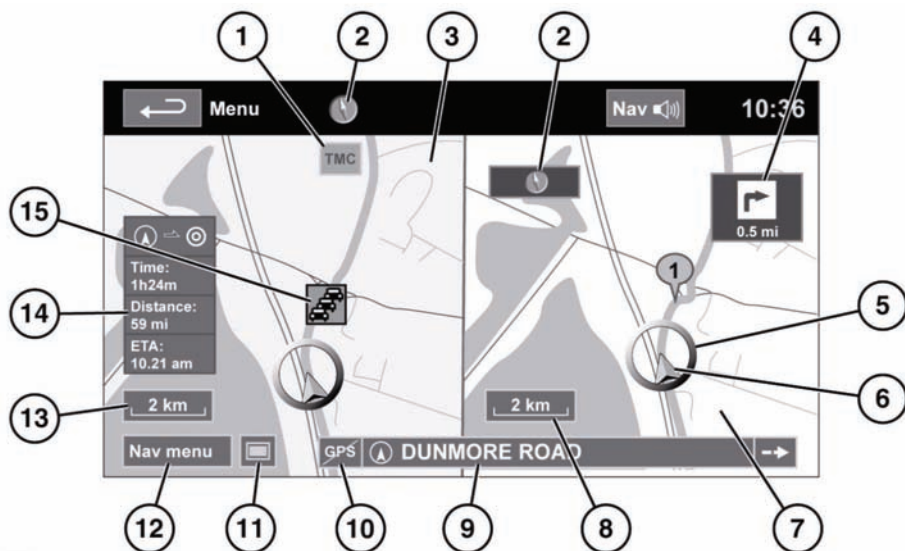 1
2
3
2
4
Menu
Nav
10:36
TMC
0.5 mi
15
1
Time:
1h24m
Distance:
59 mi
ETA:
10.21 am
14
5
6
13
2 km
2 km
Nav menu
GPS
DUNMORE ROAD
12
11
10
9
8
7